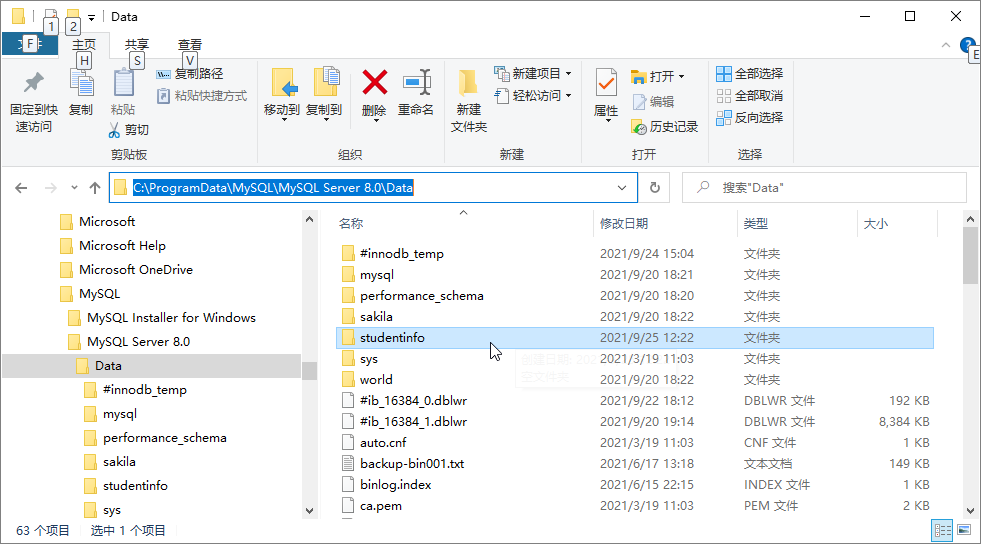 1 2 Data
文件 F 主页 共享 查看
H S V E
固定到快速访问
复制
粘贴
复制路径
粘贴快捷方式
剪切
剪贴板
移动到
复制到
删除
重命名
组织
新建
文件夹
新建项目
轻松访问
新建
属性
打开
编辑
历史记录
打开
全部选择
全部取消
反向选择
选择
C:\ProgramData\MySQL\MySQL Server 8.0\Data
搜索"Data"
Microsoft
Microsoft Help
Microsoft OneDrive
MySQL
MySQL Installer for Windows
MySQL Server 8.0
Data
#innodb_temp
mysql
performance_schema
sakila
studentinfo
sys
名称 修改日期 类型 大小
#innodb_temp 2021/9/24 15:04 文件夹
mysql 2021/9/20 18:21 文件夹
performance_schema 2021/9/20 18:20 文件夹
sakila 2021/9/20 18:22 文件夹
studentinfo 2021/9/25 12:22 文件夹
sys 2021/3/19 11:03 文件夹
world 2021/9/20 18:22 文件夹
#ib_16384_0.dblwr 2021/9/22 18:12 DBLWR 文件 192 KB
#ib_16384_1.dblwr 2021/9/20 19:14 DBLWR 文件 8,384 KB
auto.cnf 2021/3/19 11:03 CNF 文件 1 KB
backup-bin001.txt 2021/6/17 13:18 文本文档 149 KB
binlog.index 2021/6/15 22:15 INDEX 文件 1 KB
ca.pem 2021/3/19 11:03 PEM 文件 2 KB
63 个项目 选中 1 个项目